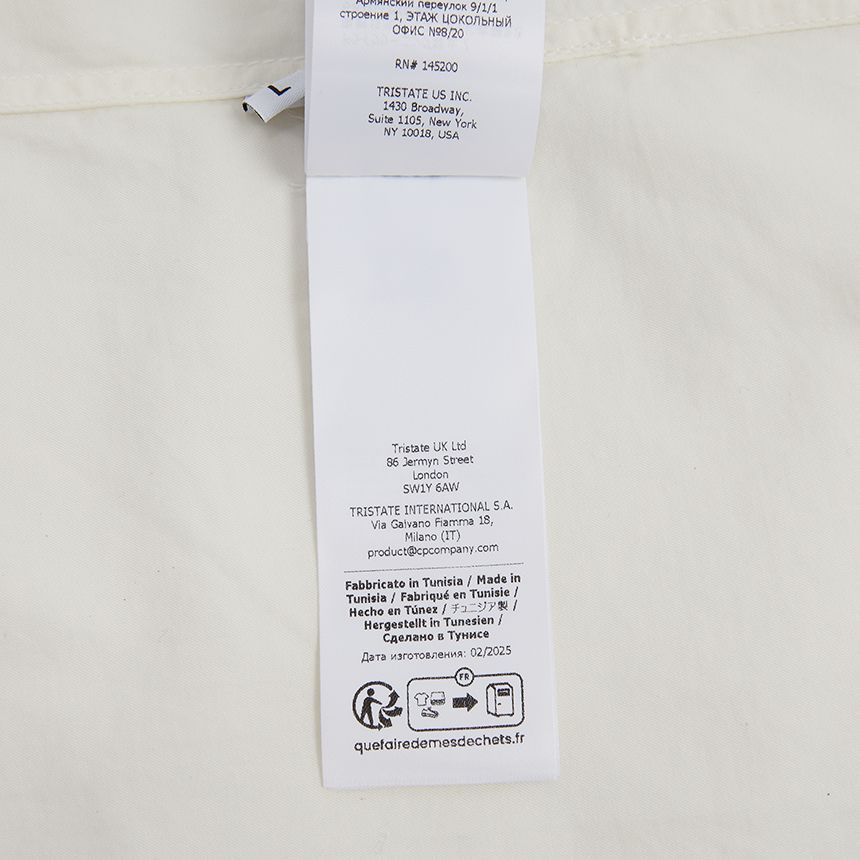 Армянский переулок 9/1/1
строение 1, ЭТАЖ ЦОКОЛЬНЫЙ
ОФИС №8/20
RN# 145200
L
TRISTATE US INC.
1430 Broadway,
Suite 1105, New York
NY 10018, USA
Tristate UK Ltd
86 Jermyn Street
London
SW1Y 6AW
TRISTATE INTERNATIONAL S.A.
Via Galvano Fiamma 18,
Milano (IT)
product@cpcompany.com
Fabbricato in Tunisia / Made in
Tunisia / Fabriqué en Tunisie /
Hecho en Túnez / チュニジア製 /
Hergestellt in Tunesien /
Сделано в Тунисе
Дата изготовления: 02/2025
FR
quefairedemesdechets.fr